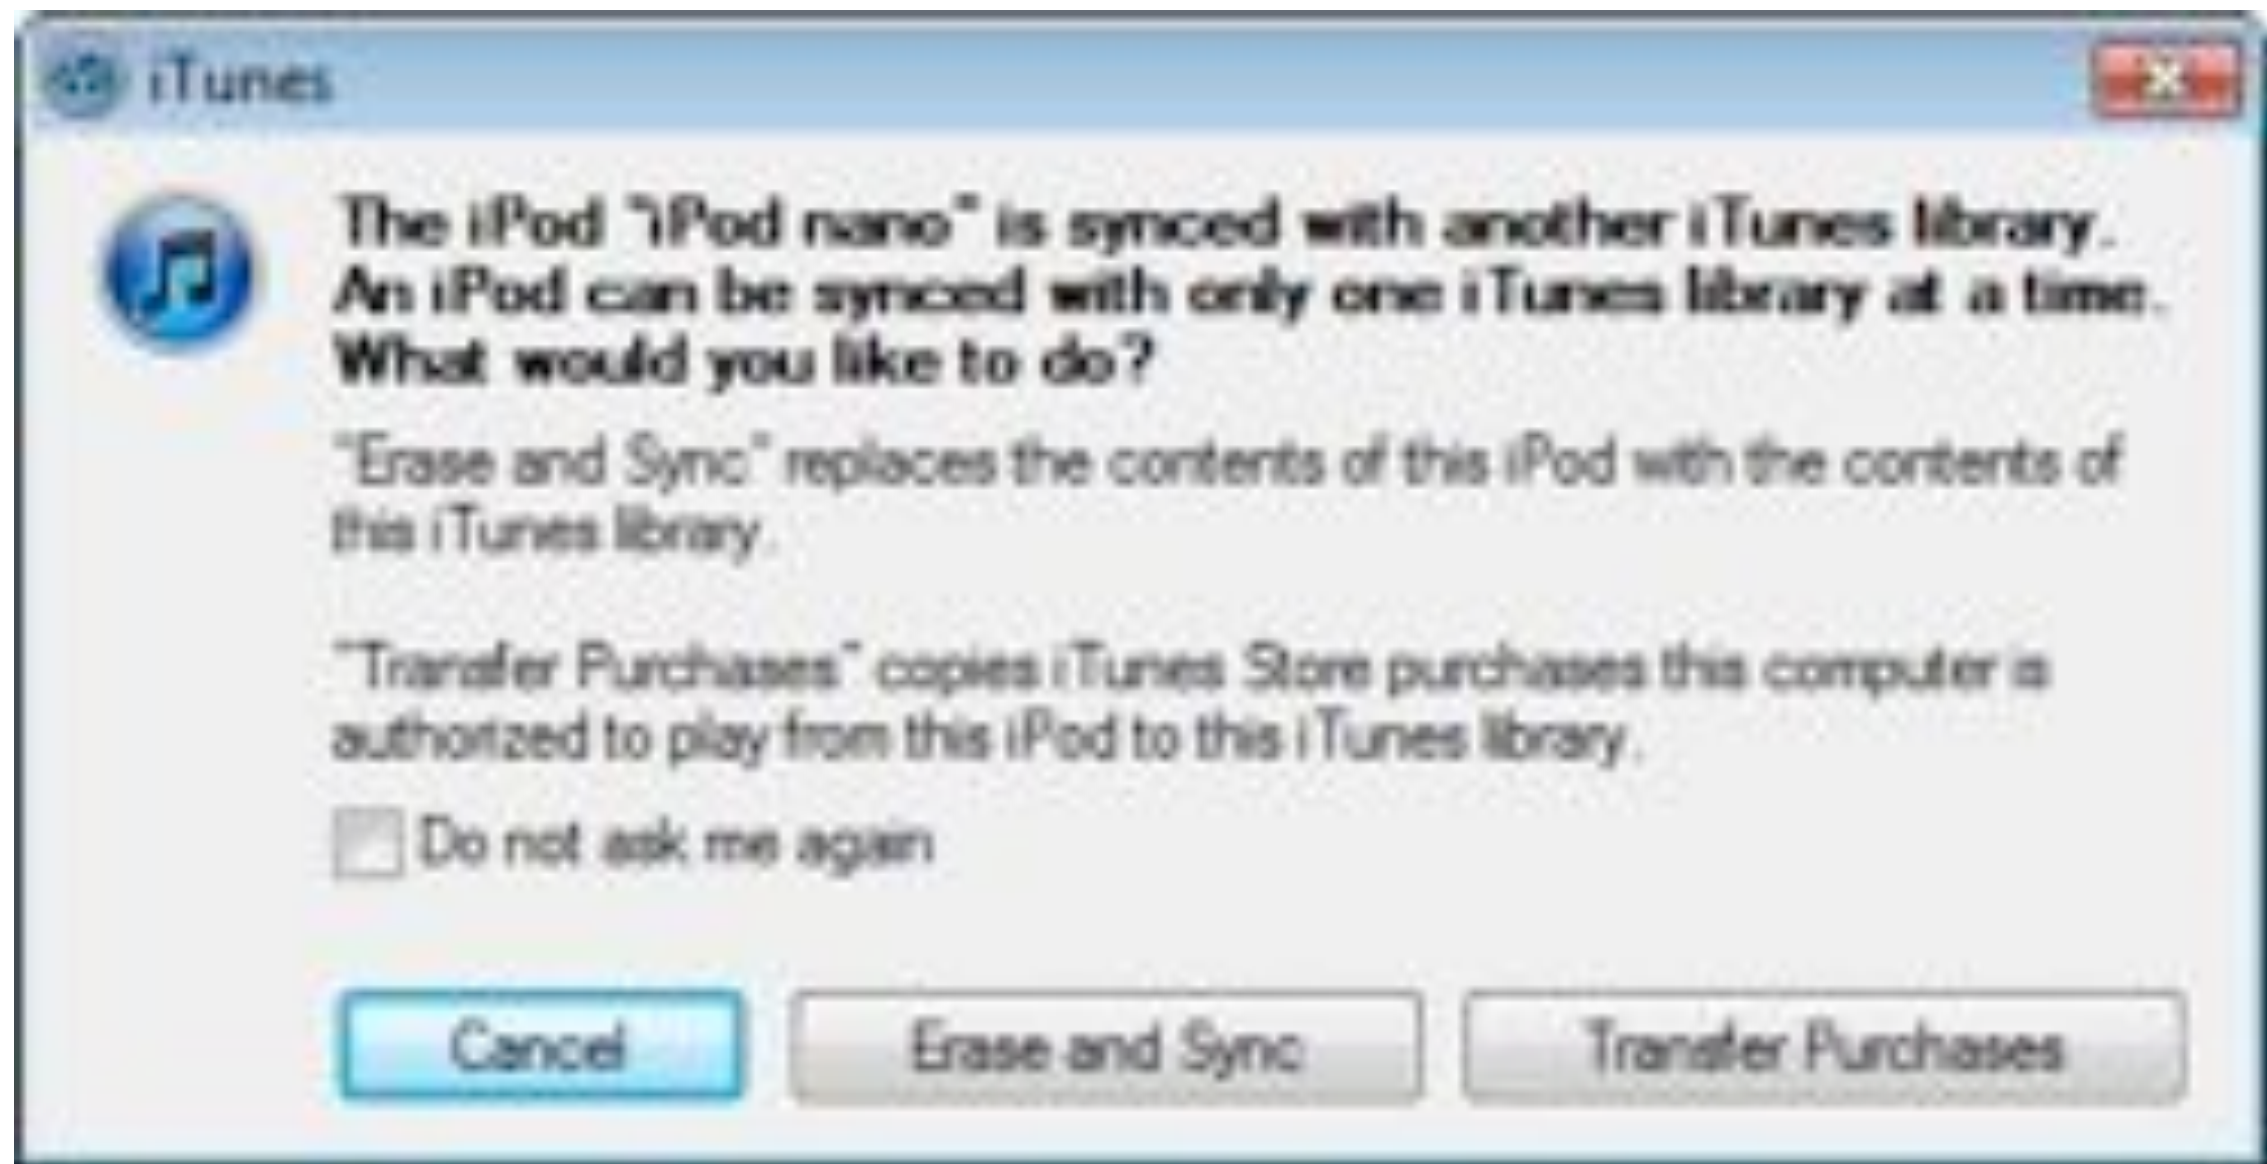 iTunes
The iPod "iPod nano" is synced with another iTunes library.
An iPod can be synced with only one iTunes library at a time.
What would you like to do?
"Erase and Sync" replaces the contents of this iPod with the contents of
this iTunes library.
"Transfer Purchases" copies iTunes Store purchases this computer is
authorized to play from this iPod to this iTunes library.
Do not ask me again
Cancel Erase and Sync Transfer Purchases